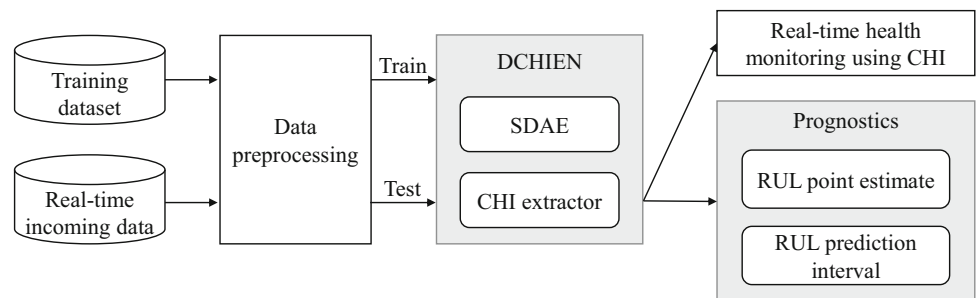 Training
dataset
Real-time
incoming data
Data
preprocessing
Train
Test
DCHIEN
SDAE
CHI extractor
Real-time health
monitoring using CHI
Prognostics
RUL point estimate
RUL prediction
interval